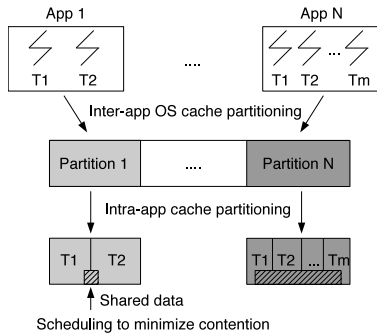 App 1 App N
T1 T2 .... T1 T2 ... Tm
Inter-app OS cache partitioning
Partition 1 .... Partition N
Intra-app cache partitioning
T1 T2 T1 T2 ... Tm
Shared data
Scheduling to minimize contention